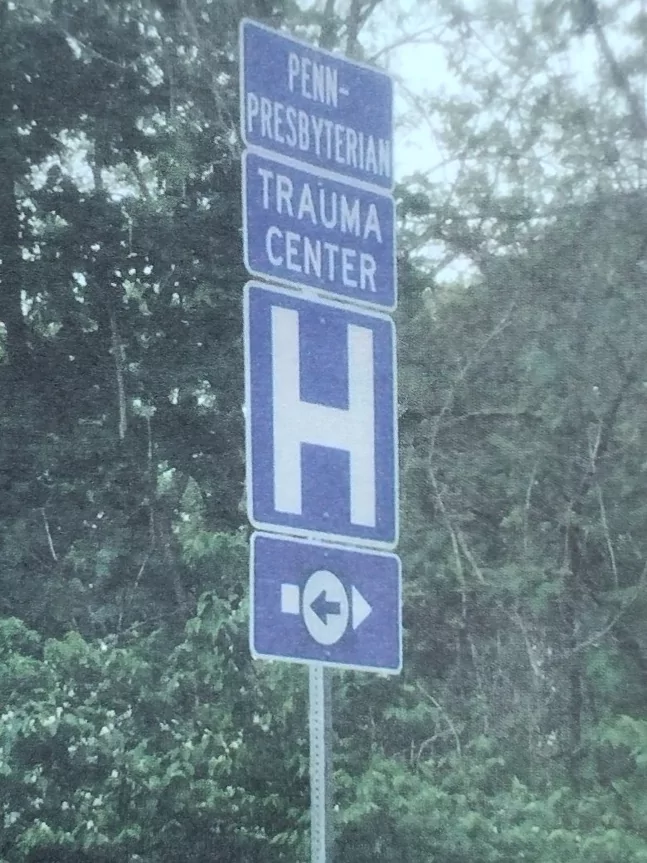 PENN-
PRESBYTERIAN
TRAUMA
CENTER
H